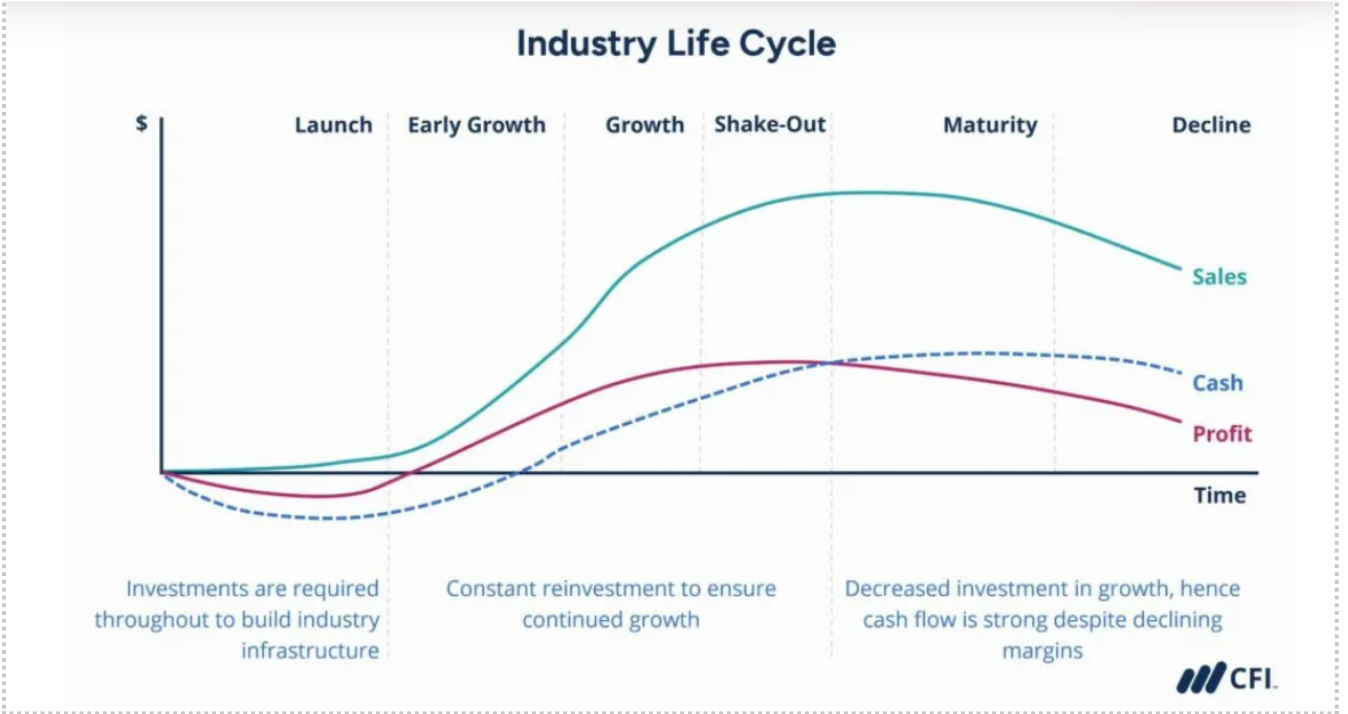 Industry Life Cycle
$
Launch
Early Growth
Growth
Shake-Out
Maturity
Decline
Sales
Cash
Profit
Time
Investments are required
throughout to build industry
infrastructure
Constant reinvestment to ensure
continued growth
Decreased investment in growth, hence
cash flow is strong despite declining
margins
CFI™